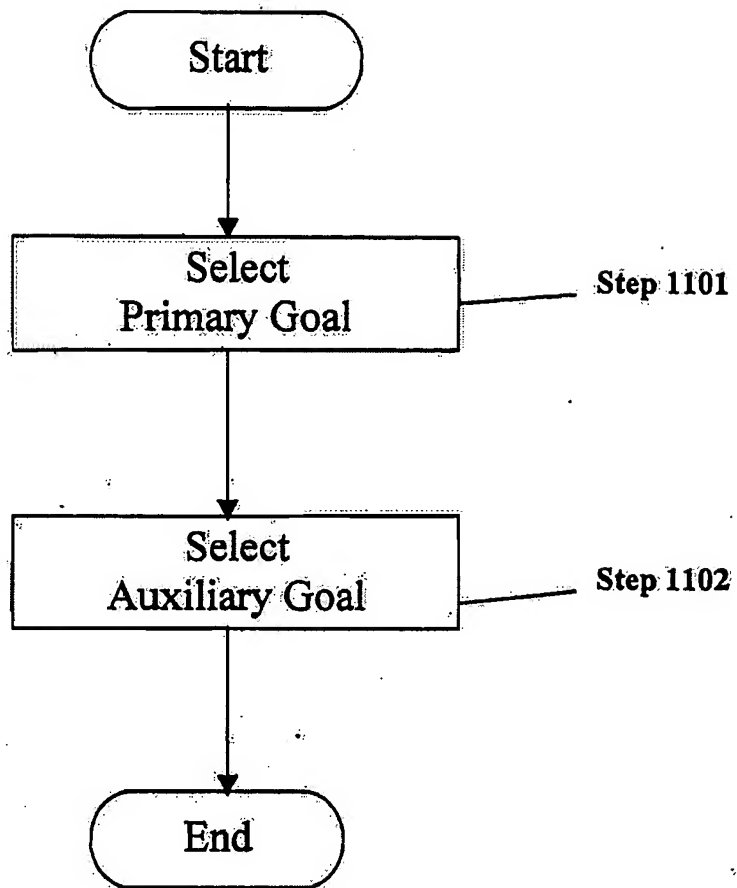 Start
Select
Primary Goal
Step 1101
Select
Auxiliary Goal
Step 1102
End